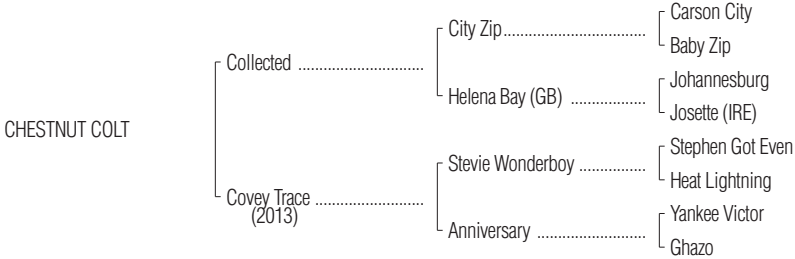 Carson City
City Zip................................
Baby Zip
Collected ............................
Johannesburg
Helena Bay (GB) .................
Josette (IRE)
CHESTNUT COLT
Stephen Got Even
Stevie Wonderboy ...............
Heat Lightning
Covey Trace ........................
(2013)
Yankee Victor
Anniversary ........................
Ghazo